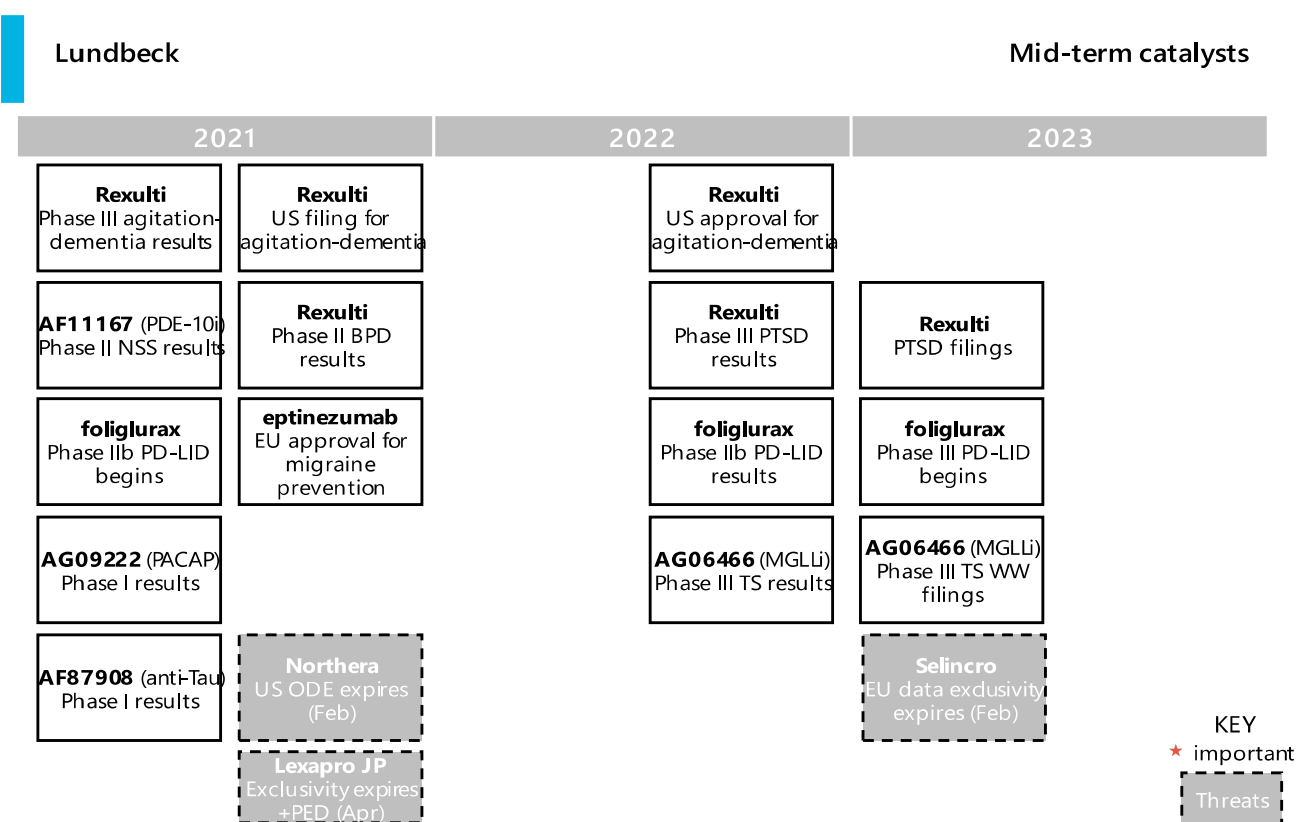 Lundbeck
Mid-term catalysts
2021
2022
2023
Rexulti
Phase III agitation-
dementia results
Rexulti
US filing for
agitation-dementia
Rexulti
US approval for
agitation-dementia
AF11167 (PDE-10i)
Phase II NSS results
Rexulti
Phase II BPD
results
Rexulti
Phase III PTSD
results
Rexulti
PTSD filings
foliglurax
Phase IIb PD-LID
begins
eptinezumab
EU approval for
migraine
prevention
foliglurax
Phase IIb PD-LID
results
foliglurax
Phase III PD-LID
begins
AG09222 (PACAP)
Phase I results
AG06466 (MGLLi)
Phase III TS results
AG06466 (MGLLi)
Phase III TS WW
filings
AF87908 (anti-Tau)
Phase I results
Northera
US ODE expires
(Feb)
Selincro
EU data exclusivity
expires (Feb)
Lexapro JP
Exclusivity expires
+PED (Apr)
KEY
★ important
Threats